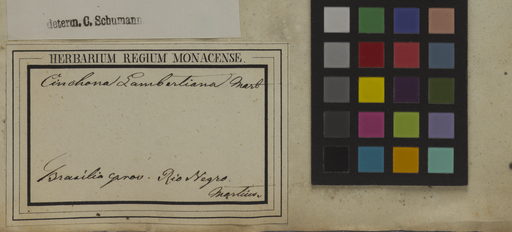 determ. C. Schumann
HERBARIUM REGIUM MONACENSE.
Cinchona Lambertiana Mart
Brasilia prov. Rio Negro.
Martius.